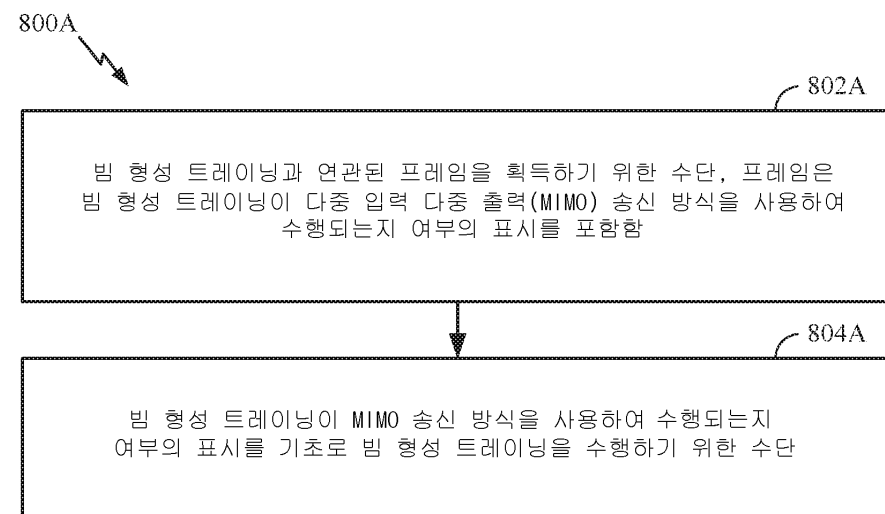 800A
802A
빔 형성 트레이닝과 연관된 프레임을 획득하기 위한 수단, 프레임은
빔 형성 트레이닝이 다중 입력 다중 출력(MIMO) 송신 방식을 사용하여
수행되는지 여부의 표시를 포함함
804A
빔 형성 트레이닝이 MIMO 송신 방식을 사용하여 수행되는지
여부의 표시를 기초로 빔 형성 트레이닝을 수행하기 위한 수단